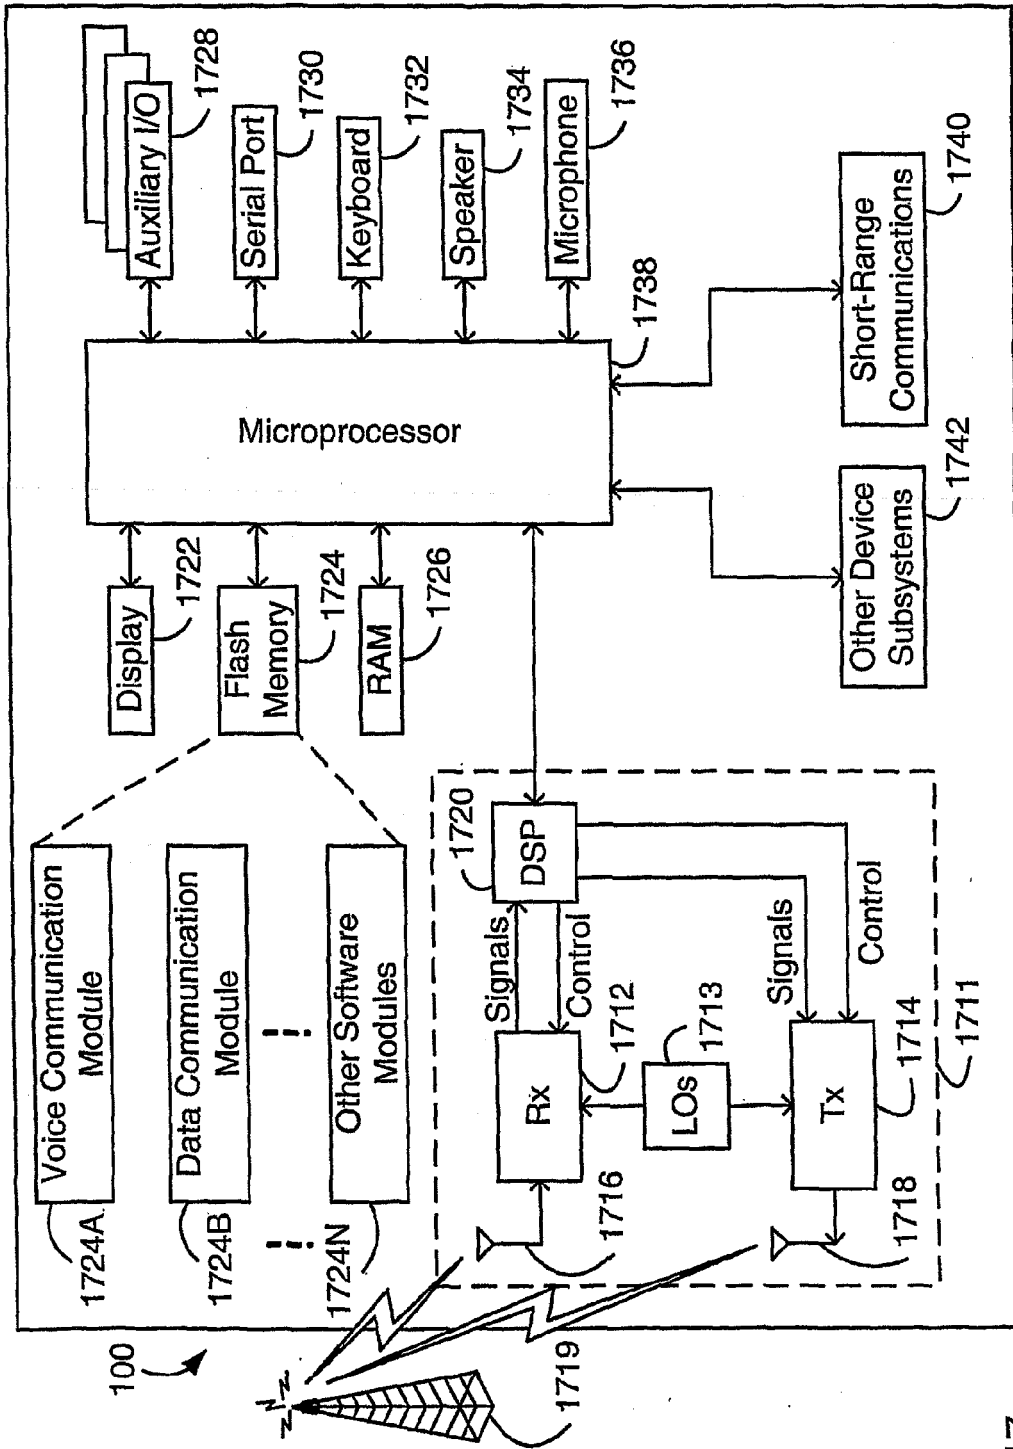 100
1719
1724A
Voice Communication
Module
1724B
Data Communication
Module
1724N
Other Software
Modules
Display
1722
Flash
Memory
1724
RAM
1726
Microprocessor
1738
Auxiliary I/O
1728
Serial Port
1730
Keyboard
1732
Speaker
1734
Microphone
1736
Short-Range
Communications
1740
Other Device
Subsystems
1742
DSP
1720
Signals
Control
Rx
1712
1716
LOs
1713
Signals
Control
Tx
1714
1718
1711